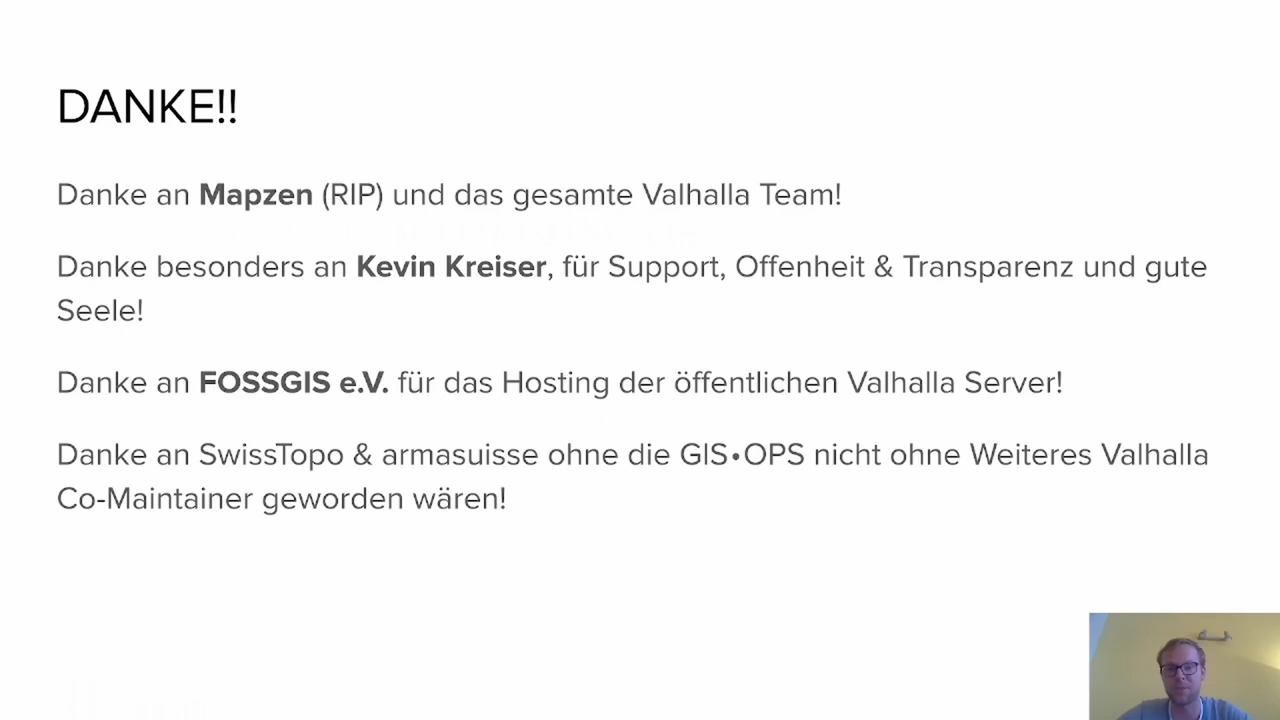 DANKE!!
Danke an Mapzen (RIP) und das gesamte Valhalla Team!
Danke besonders an Kevin Kreiser, für Support, Offenheit & Transparenz und gute
Seele!
Danke an FOSSGIS e.V. für das Hosting der öffentlichen Valhalla Server!
Danke an SwissTopo & armasuisse ohne die GIS•OPS nicht ohne Weiteres Valhalla
Co-Maintainer geworden wären!